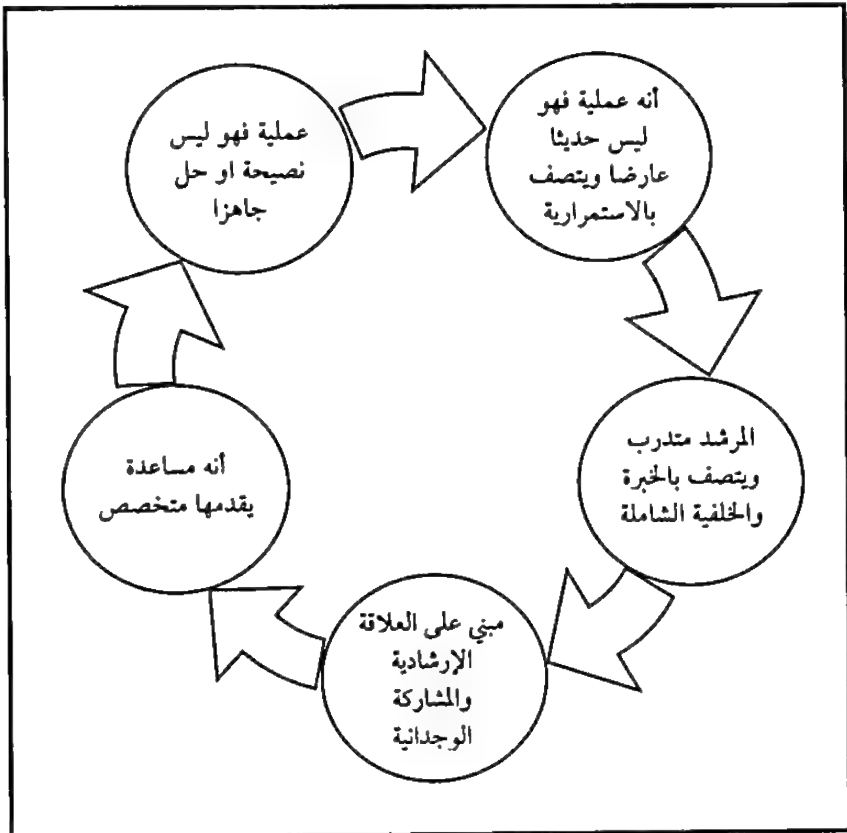 أنه عملية فهو
ليس حديثا
عارضا ويتصف
بالاستمرارية
المرشد متدرب
ويتصف بالخبرة
والخلفية الشاملة
مبني على العلاقة
الإرشادية
والمشاركة
الوجدانية
أنه مساعدة
يقدمها متخصص
عملية فهو ليس
نصيحة او حل
جاهزا